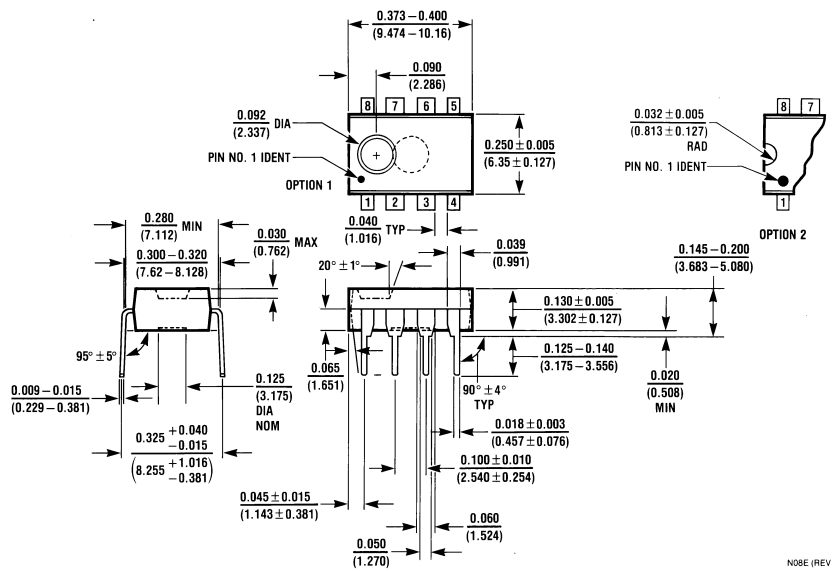 0.373 – 0.400
(9.474 – 10.16)
0.090
(2.286)
8 7 6 5
0.092
(2.337)
DIA
PIN NO. 1 IDENT
OPTION 1
1 2 3 4
0.250 ± 0.005
(6.35 ± 0.127)
0.032 ± 0.005
(0.813 ± 0.127)
RAD
PIN NO. 1 IDENT
8 7
1
OPTION 2
0.280
(7.112)
MIN
0.300 – 0.320
(7.62 – 8.128)
0.030
(0.762)
MAX
0.040
(1.016)
TYP
0.039
(0.991)
20° ± 1°
0.145 – 0.200
(3.683 – 5.080)
0.130 ± 0.005
(3.302 ± 0.127)
95° ± 5°
0.009 – 0.015
(0.229 – 0.381)
0.125
(3.175)
DIA
NOM
0.065
(1.651)
90° ± 4°
TYP
0.125 – 0.140
(3.175 – 3.556)
0.020
(0.508)
MIN
0.325 +0.040
–0.015
(8.255 +1.016
–0.381)
0.018 ± 0.003
(0.457 ± 0.076)
0.100 ± 0.010
(2.540 ± 0.254)
0.045 ± 0.015
(1.143 ± 0.381)
0.060
(1.524)
0.050
(1.270)
N08E (REV